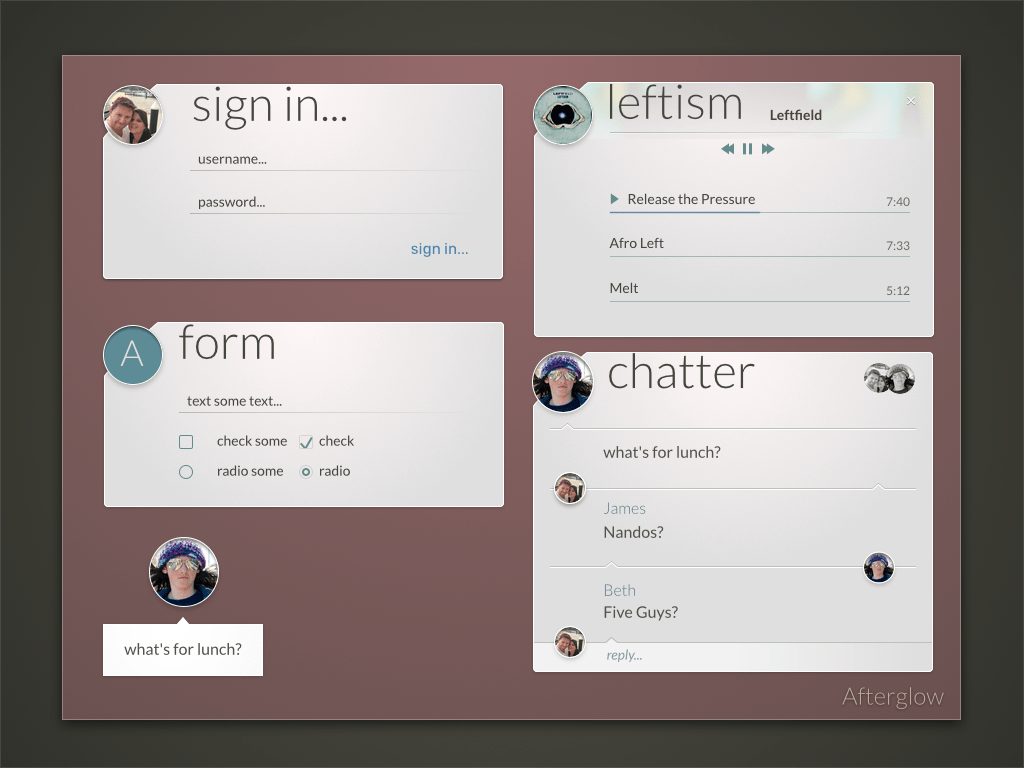 sign in...
username...
password...
sign in...
leftism
Leftfield
Release the Pressure 7:40
Afro Left 7:33
Melt 5:12
A
form
text some text...
check some check
radio some radio
what's for lunch?
chatter
what's for lunch?
James
Nandos?
Beth
Five Guys?
reply...
Afterglow